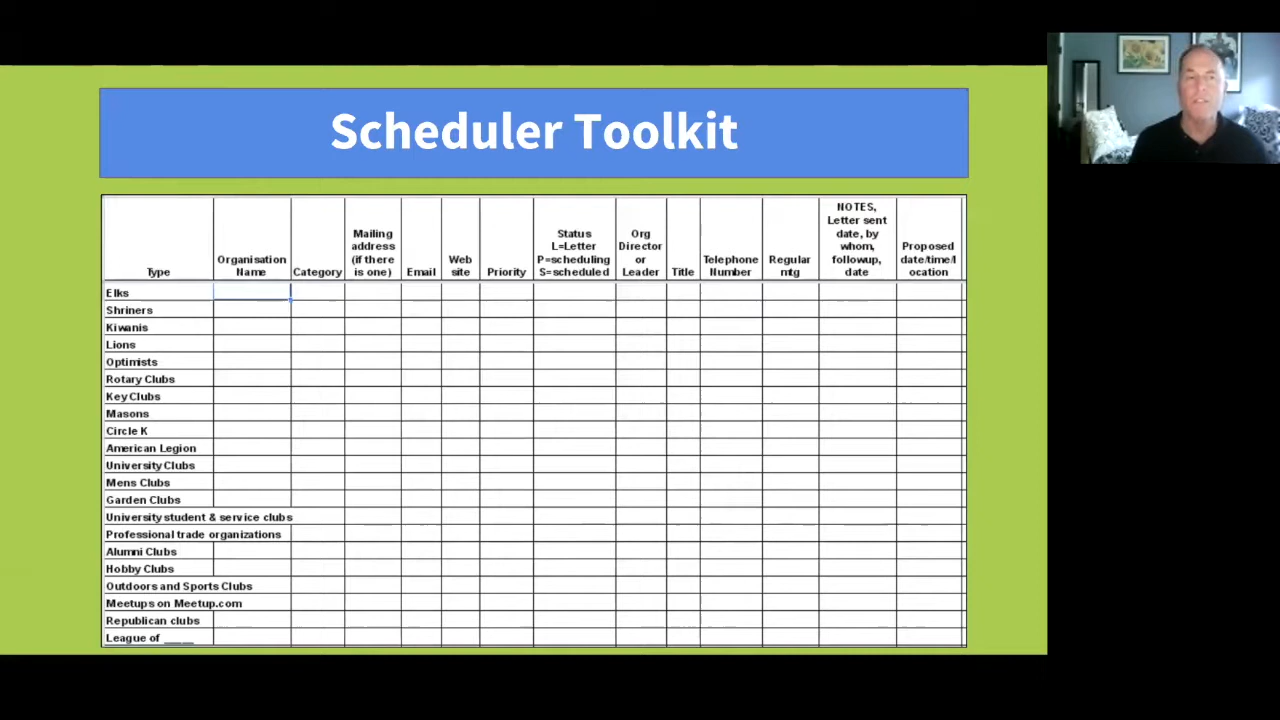 Scheduler Toolkit
Type
Organisation
Name
Category
Mailing
address
(if there
is one)
Email
Web
site
Priority
Status
L=Letter
P=scheduling
S=scheduled
Org
Director
or
Leader
Title
Telephone
Number
Regular
mtg
NOTES,
Letter sent
date, by
whom,
followup,
date
Proposed
date/time/l
ocation
Elks
Shriners
Kiwanis
Lions
Optimists
Rotary Clubs
Key Clubs
Masons
Circle K
American Legion
University Clubs
Mens Clubs
Garden Clubs
University student & service clubs
Professional trade organizations
Alumni Clubs
Hobby Clubs
Outdoors and Sports Clubs
Meetups on Meetup.com
Republican clubs
League of _____